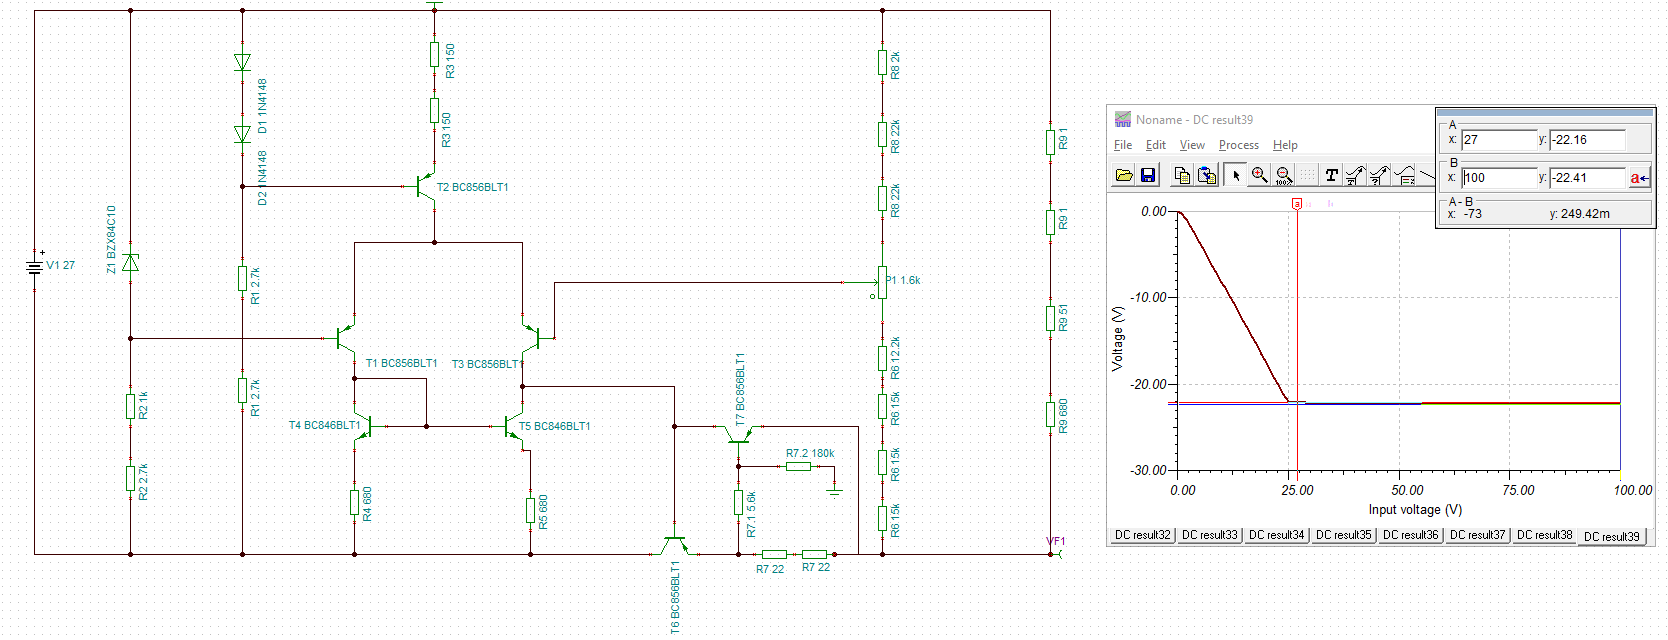 V1 27
+
Z1 BZX84C10
R2 1k
R2 2.7k
D1 1N4148
D2 1N4148
R1 2.7k
R1 2.7k
R3 150
R3 150
T2 BC856BLT1
T1 BC856BLT1
T3 BC856BLT1
T4 BC846BLT1
T5 BC846BLT1
R4 680
R5 680
T6 BC856BLT1
T7 BC856BLT1
R7.2 180k
R7.1 5.6k
R7 22
R7 22
R8 2k
R8 22k
R8 22k
P1 1.6k
R6 12.2k
R6 15k
R6 15k
R6 15k
R9 1
R9 1
R9 51
R9 680
VF1
Noname - DC result39
File Edit View Process Help
100%
T
A
x: 27 y: -22.16
B
x: 100 y: -22.41
a
A - B
x: -73 y: 249.42m
a
0.00
-10.00
-20.00
-30.00
Voltage (V)
0.00 25.00 50.00 75.00 100.00
Input voltage (V)
DC result32 DC result33 DC result34 DC result35 DC result36 DC result37 DC result38 DC result39